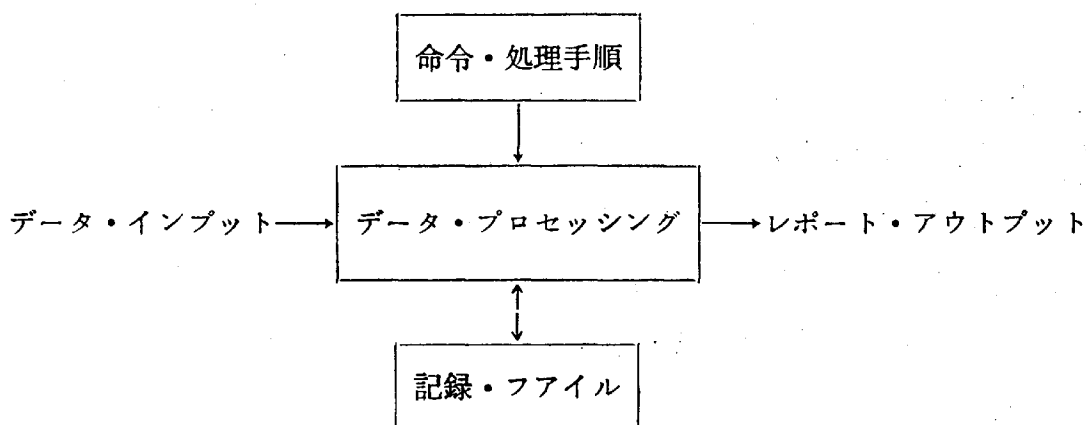 命令・処理手順
データ・インプット
データ・プロセッシング
レポート・アウトプット
記録・フアイル